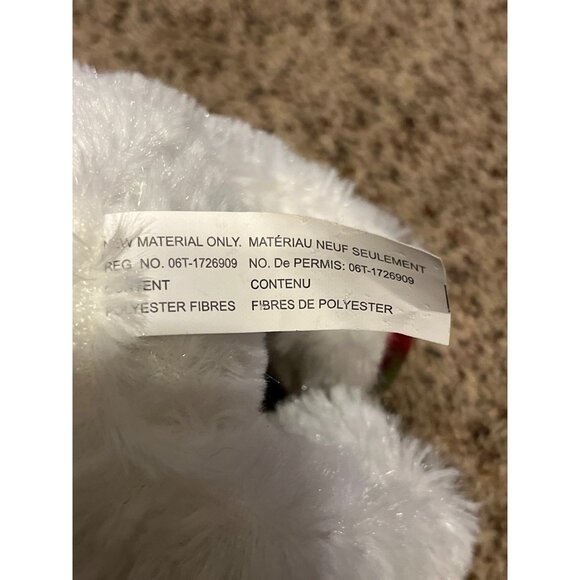 NEW MATERIAL ONLY. MATÉRIAU NEUF SEULEMENT
REG NO. 06T-1726909 NO. De PERMIS: 06T-1726909
CONTENT CONTENU
POLYESTER FIBRES FIBRES DE POLYESTER